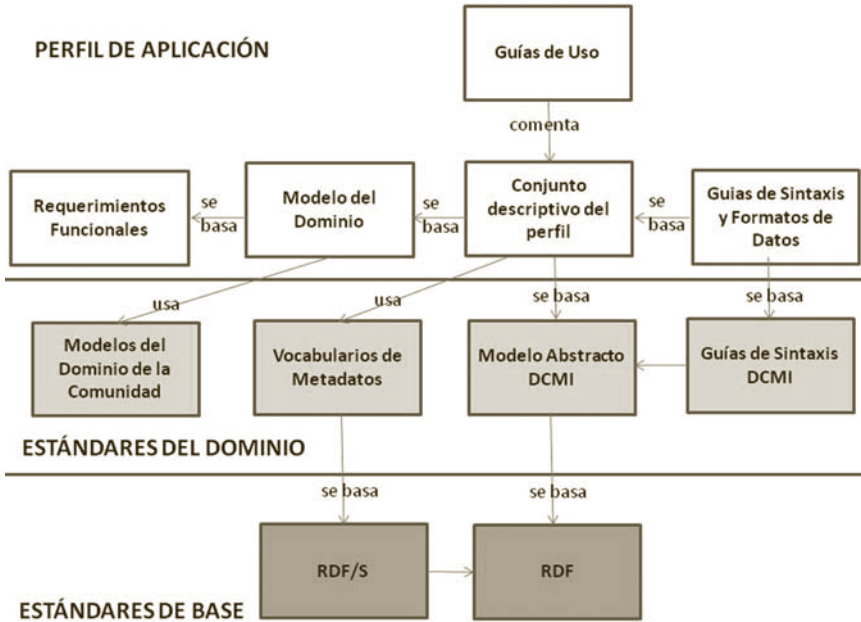 PERFIL DE APLICACIÓN
Guías de Uso
comenta
Requerimientos
Funcionales
se
basa
Modelo del
Dominio
se
basa
Conjunto
descriptivo del
perfil
se
basa
Guias de Sintaxis
y Formatos de
Datos
usa
usa
se basa
se basa
Modelos del
Dominio de la
Comunidad
Vocabularios de
Metadatos
Modelo Abstracto
DCMI
Guías de Sintaxis
DCMI
ESTÁNDARES DEL DOMINIO
se basa
se basa
RDF/S
RDF
ESTÁNDARES DE BASE